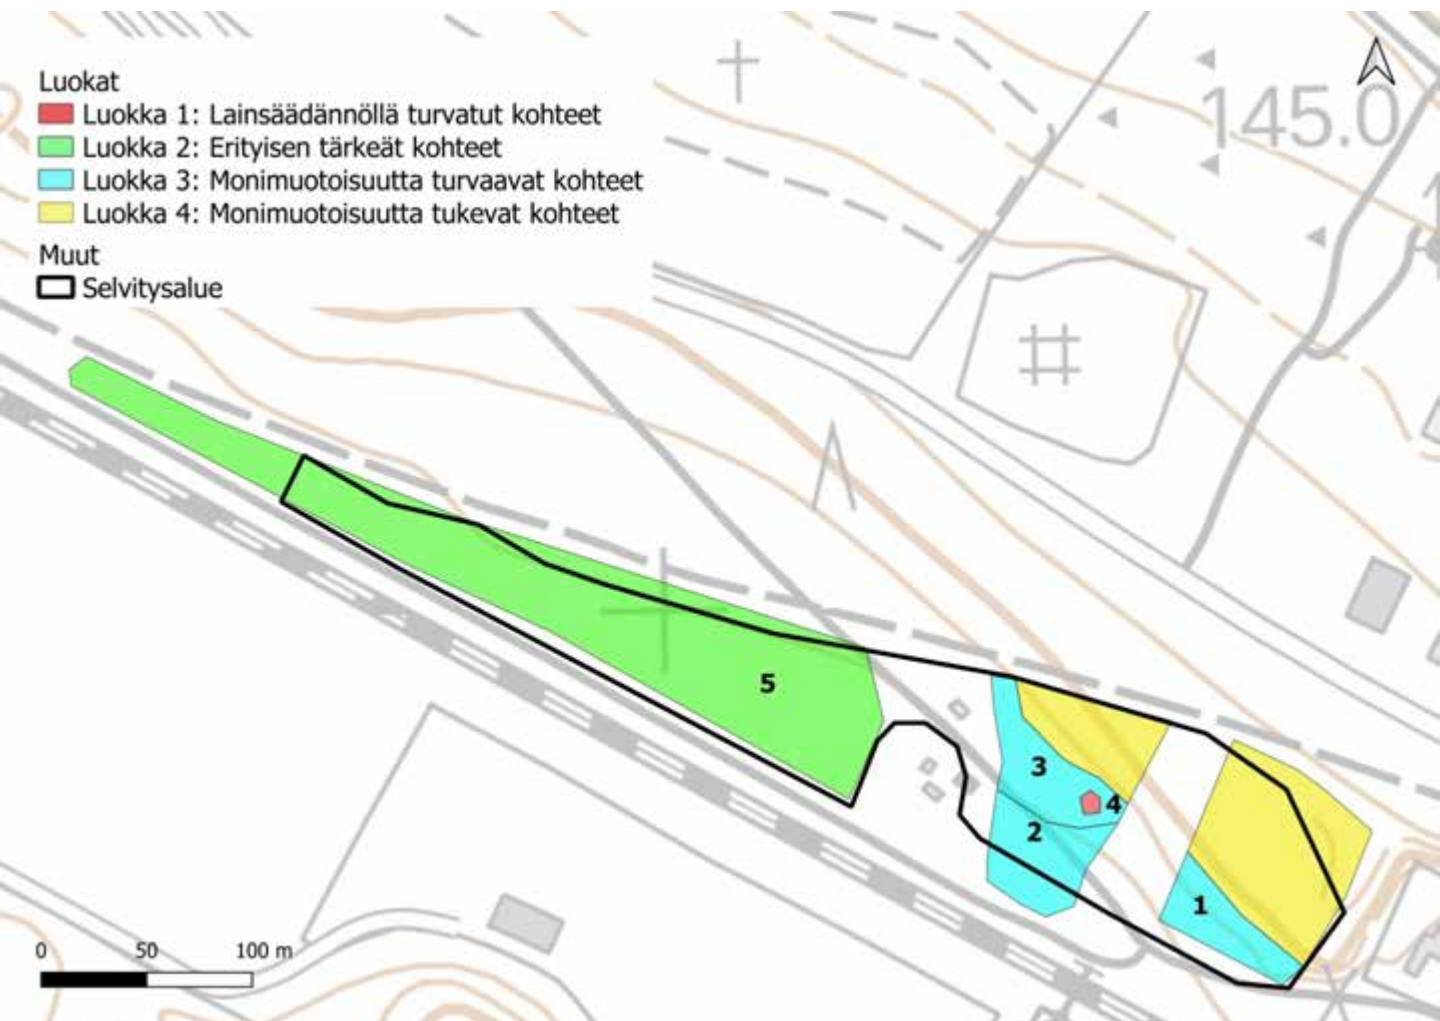 Luokat
Luokka 1: Lainsäädännöllä turvatut kohteet
Luokka 2: Erityisen tärkeät kohteet
Luokka 3: Monimuotoisuutta turvaavat kohteet
Luokka 4: Monimuotoisuutta tukevat kohteet
Muut
Selvitysalue
145.0
5
3
4
2
1
0 50 100 m